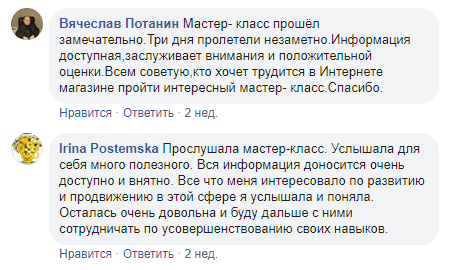 Вячеслав Потанин Мастер- класс прошёл
замечательно.Три дня пролетели незаметно.Информация
доступная,заслуживает внимания и положительной
оценки.Всем советую,кто хочет трудится в Интернете
магазине пройти интересный мастер- класс.Спасибо.
Нравится · Ответить · 2 нед.
Irina Postemska Прослушала мастер-класс. Услышала для
себя много полезного. Вся информация доносится очень
доступно и внятно. Все что меня интересовало по развитию
и продвижению в этой сфере я услышала и поняла.
Осталась очень довольна и буду дальше с ними
сотрудничать по усовершенствованию своих навыков.
Нравится · Ответить · 2 нед.